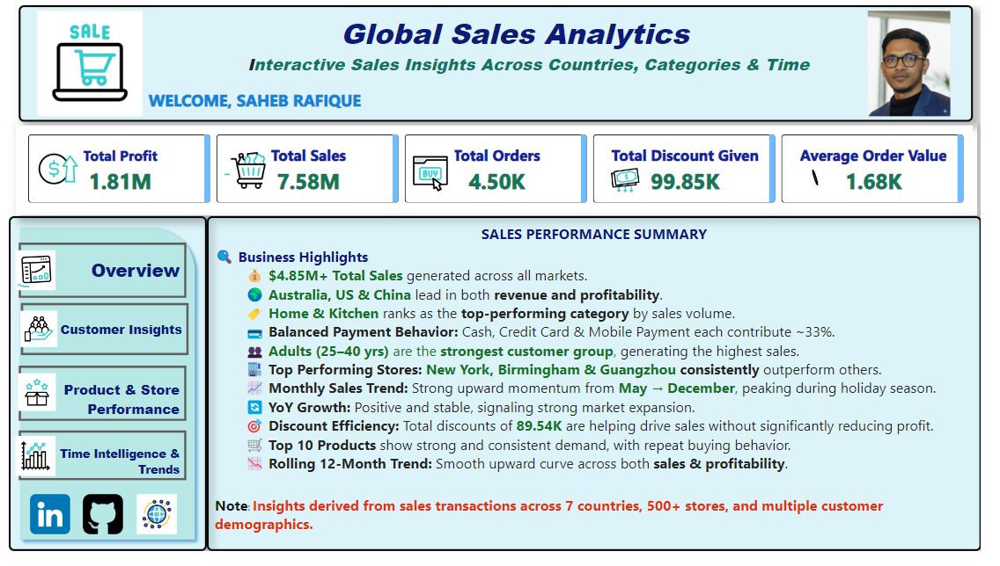 SALE
Global Sales Analytics
Interactive Sales Insights Across Countries, Categories & Time
WELCOME, SAHEB RAFIQUE
Total Profit
1.81M
Total Sales
7.58M
BUY
Total Orders
4.50K
Total Discount Given
99.85K
Average Order Value
1.68K
Overview
Customer Insights
Product & Store
Performance
Time Intelligence &
Trends
in
SALES PERFORMANCE SUMMARY
Business Highlights
$4.85M+ Total Sales generated across all markets.
Australia, US & China lead in both revenue and profitability.
Home & Kitchen ranks as the top-performing category by sales volume.
Balanced Payment Behavior: Cash, Credit Card & Mobile Payment each contribute ~33%.
Adults (25–40 yrs) are the strongest customer group, generating the highest sales.
Top Performing Stores: New York, Birmingham & Guangzhou consistently outperform others.
Monthly Sales Trend: Strong upward momentum from May → December, peaking during holiday season.
YoY Growth: Positive and stable, signaling strong market expansion.
Discount Efficiency: Total discounts of 89.54K are helping drive sales without significantly reducing profit.
Top 10 Products show strong and consistent demand, with repeat buying behavior.
Rolling 12-Month Trend: Smooth upward curve across both sales & profitability.
Note: Insights derived from sales transactions across 7 countries, 500+ stores, and multiple customer
demographics.